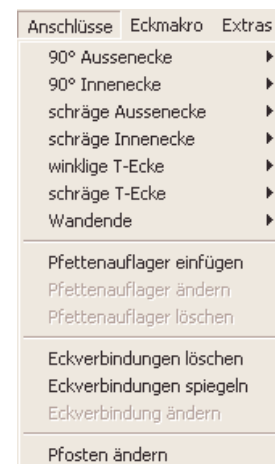 Anschlüsse Eckmakro Extras
90° Aussenecke
90° Innenecke
schräge Aussenecke
schräge Innenecke
winklige T-Ecke
schräge T-Ecke
Wandende
Pfettenauflager einfügen
Pfettenauflager ändern
Pfettenauflager löschen
Eckverbindungen löschen
Eckverbindungen spiegeln
Eckverbindung ändern
Pfosten ändern